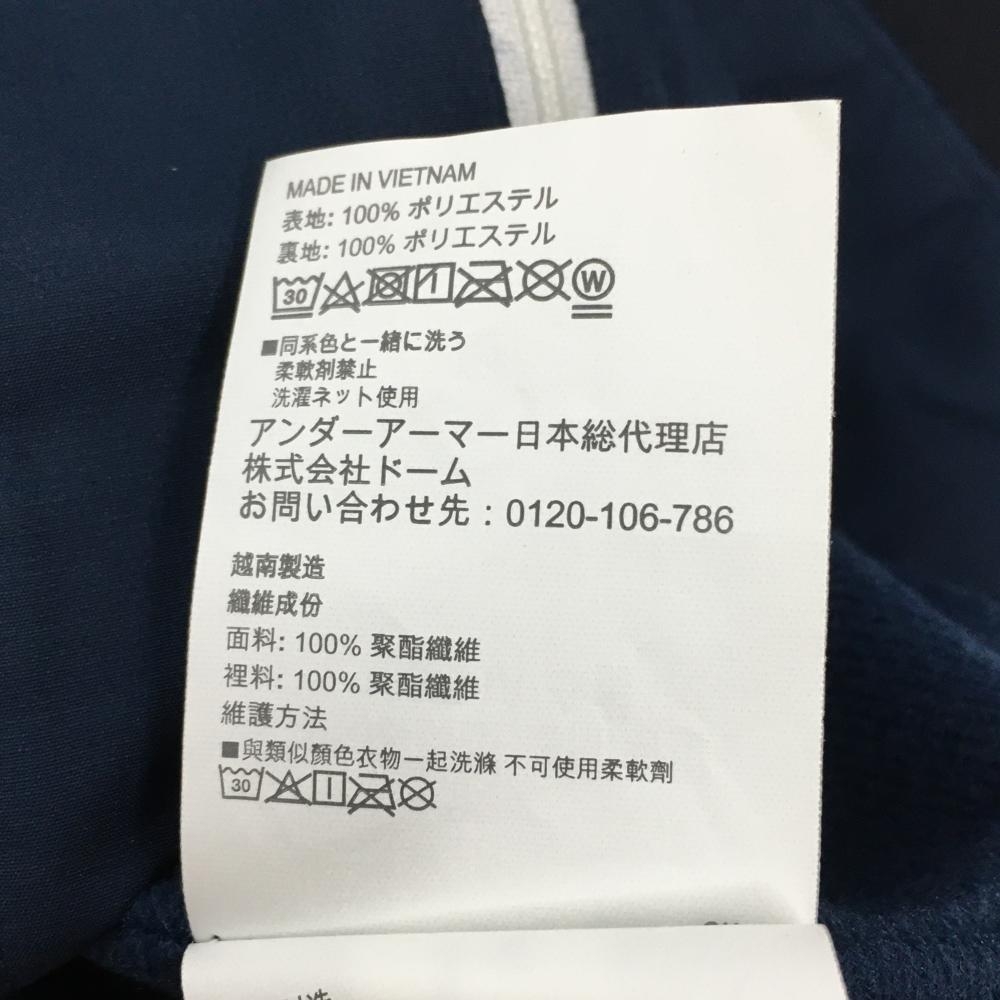 MADE IN VIETNAM
表地: 100% ポリエステル
裏地: 100% ポリエステル
30 W
■同系色と一緒に洗う
柔軟剤禁止
洗濯ネット使用
アンダーアーマー日本総代理店
株式会社ドーム
お問い合わせ先：0120-106-786
越南製造
纖維成份
面料: 100% 聚酯纖維
裡料: 100% 聚酯纖維
維護方法
■與類似顏色衣物一起洗滌 不可使用柔軟劑
30